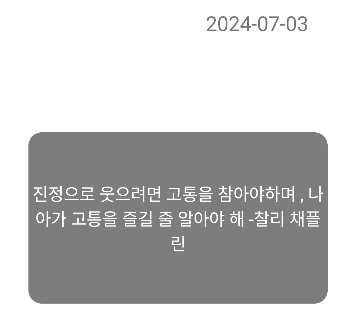 2024-07-03
진정으로 웃으려면 고통을 참아야하며 , 나
아가 고통을 즐길 줄 알아야 해 -찰리 채플
린